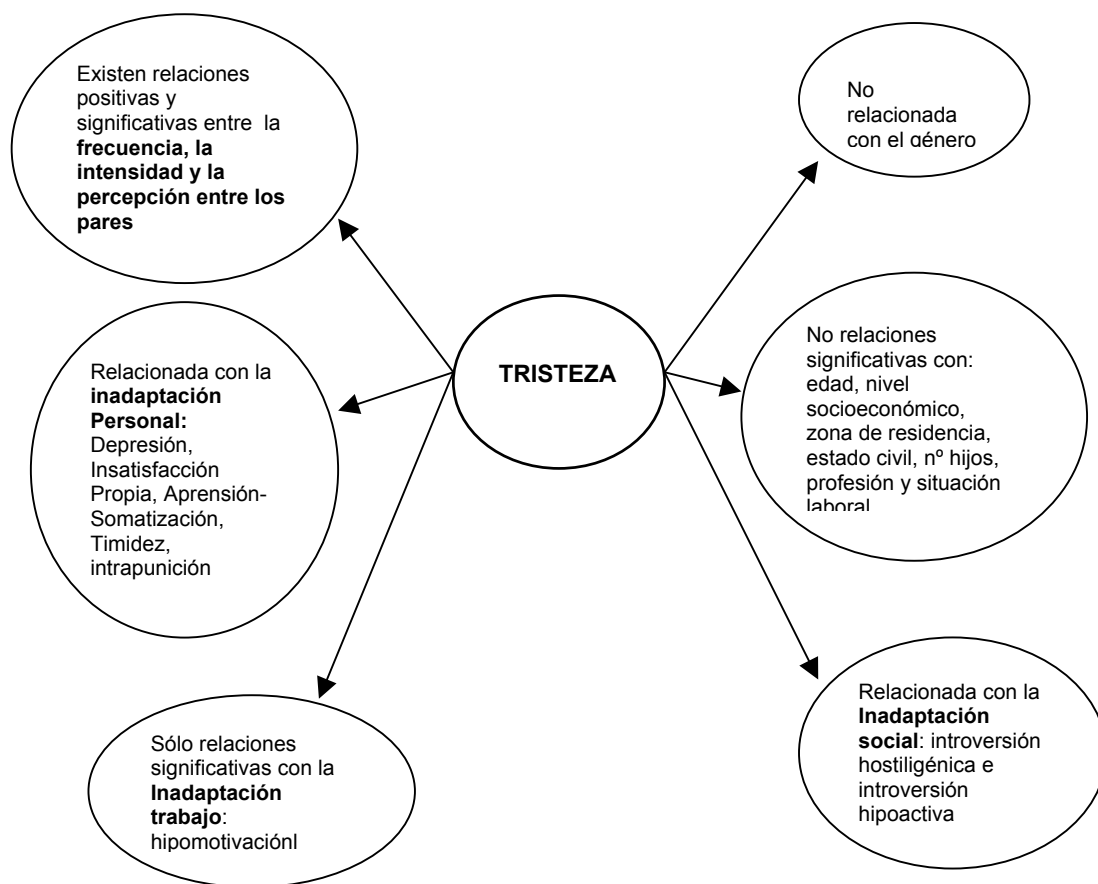 Existen relaciones
positivas y
significativas entre la
frecuencia, la
intensidad y la
percepción entre los
pares
No
relacionada
con el género
TRISTEZA
Relacionada con la
inadaptación
Personal:
Depresión,
Insatisfacción
Propia, Aprensión-
Somatización,
Timidez,
intrapunición
No relaciones
significativas con:
edad, nivel
socioeconómico,
zona de residencia,
estado civil, nº hijos,
profesión y situación
laboral
Sólo relaciones
significativas con la
Inadaptación
trabajo:
hipomotivaciónl
Relacionada con la
Inadaptación
social: introversión
hostiligénica e
introversión
hipoactiva